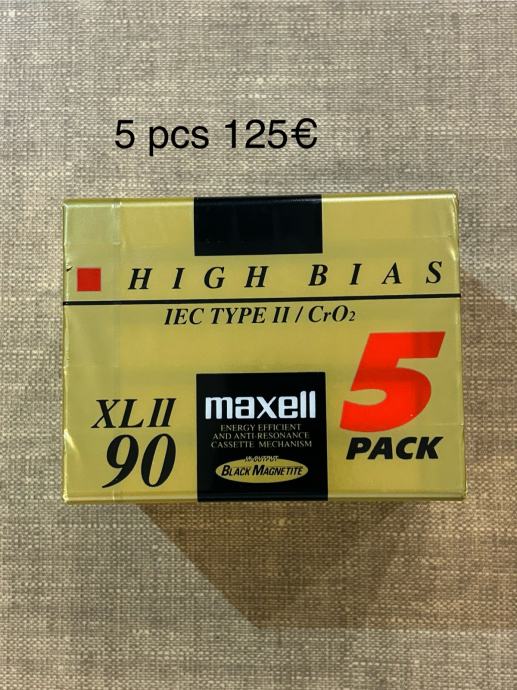 5 pcs 125€
HIGH BIAS
IEC TYPE II / CrO₂
5
PACK
XLII
90
maxell
ENERGY EFFICIENT
AND ANTI-RESONANCE
CASSETTE MECHANISM
BLACK MAGNETITE